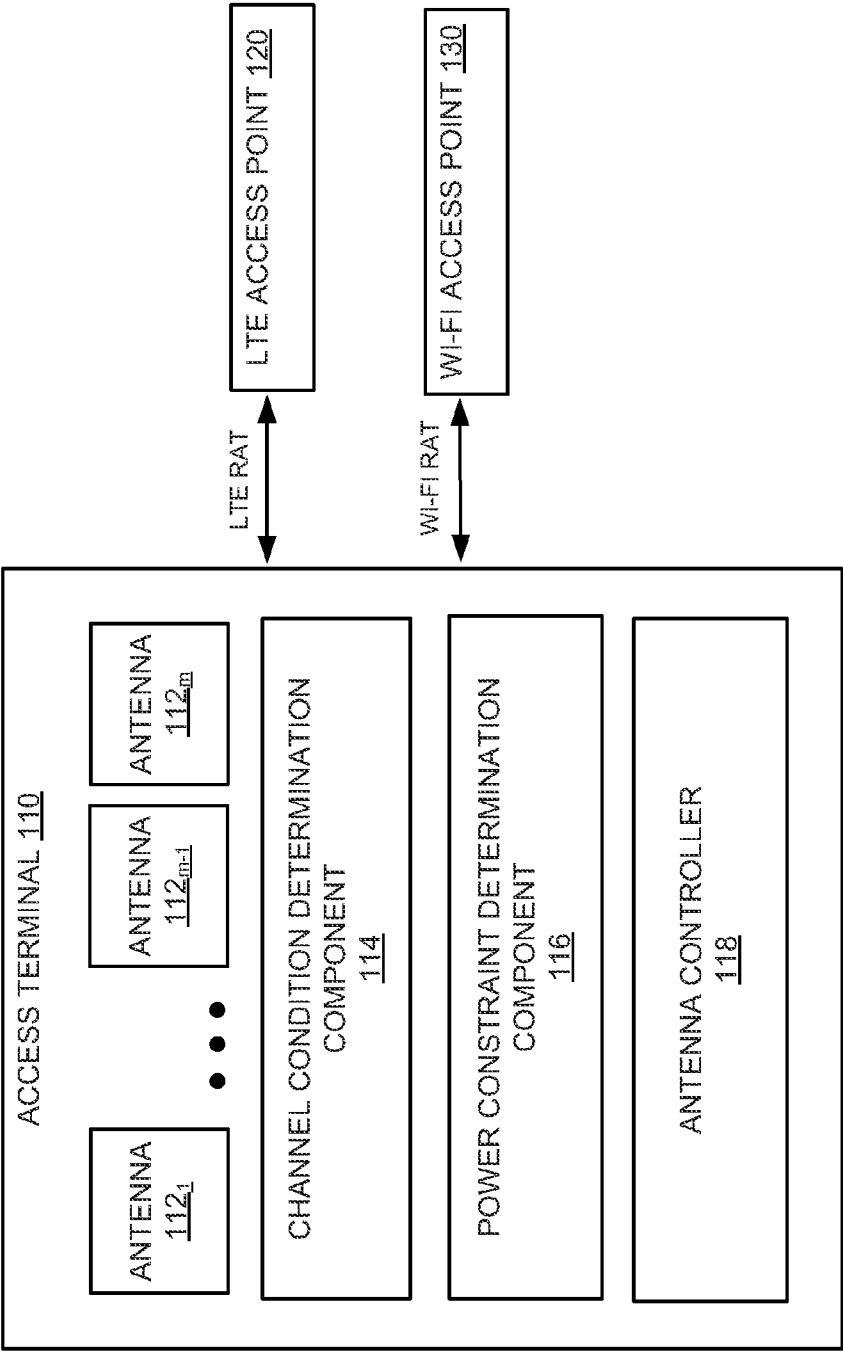 ACCESS TERMINAL 110
ANTENNA
112₁
ANTENNA
112ₘ₋₁
ANTENNA
112ₘ
CHANNEL CONDITION DETERMINATION
COMPONENT
114
POWER CONSTRAINT DETERMINATION
COMPONENT
116
ANTENNA CONTROLLER
118
LTE RAT
LTE ACCESS POINT 120
WI-FI RAT
WI-FI ACCESS POINT 130